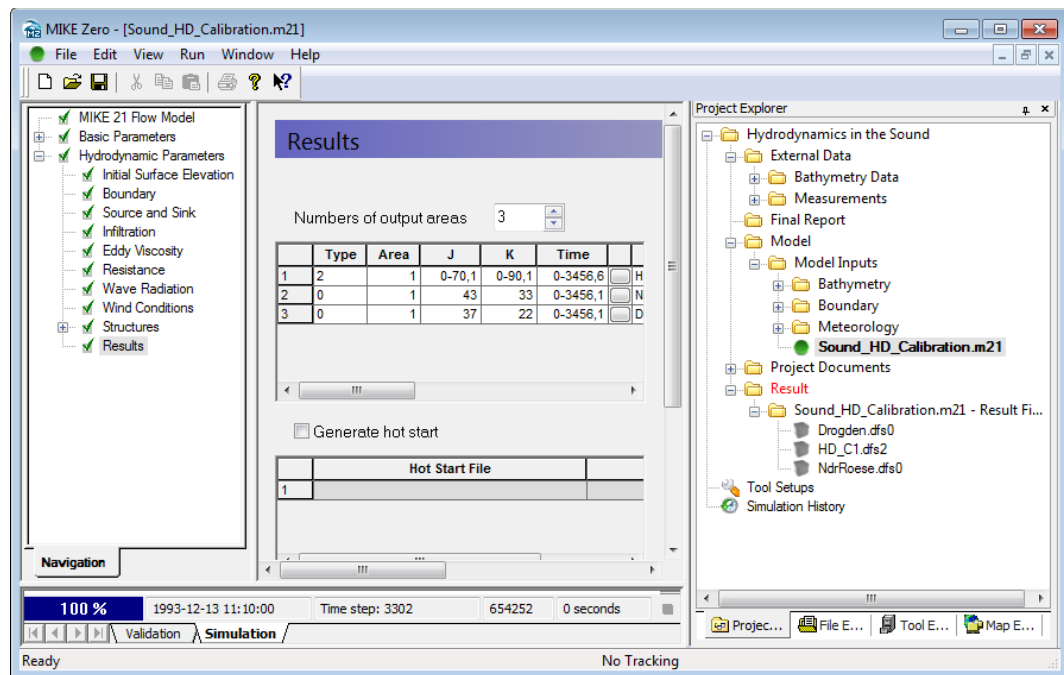 MIKE Zero - [Sound_HD_Calibration.m21]
File Edit View Run Window Help
MIKE 21 Flow Model
Basic Parameters
Hydrodynamic Parameters
Initial Surface Elevation
Boundary
Source and Sink
Infiltration
Eddy Viscosity
Resistance
Wave Radiation
Wind Conditions
Structures
Results
Navigation
Results
Numbers of output areas 3
Type Area J K Time
1 2 1 0-70,1 0-90,1 0-3456,6 H
2 0 1 43 33 0-3456,1 N
3 0 1 37 22 0-3456,1 D
Generate hot start
Hot Start File
1
Project Explorer
Hydrodynamics in the Sound
External Data
Bathymetry Data
Measurements
Final Report
Model
Model Inputs
Bathymetry
Boundary
Meteorology
Sound_HD_Calibration.m21
Project Documents
Result
Sound_HD_Calibration.m21 - Result Fi...
Drogden.dfs0
HD_C1.dfs2
NdrRoese.dfs0
Tool Setups
Simulation History
Projec... File E... Tool E... Map E...
100 % 1993-12-13 11:10:00 Time step: 3302 654252 0 seconds
Validation Simulation
Ready No Tracking